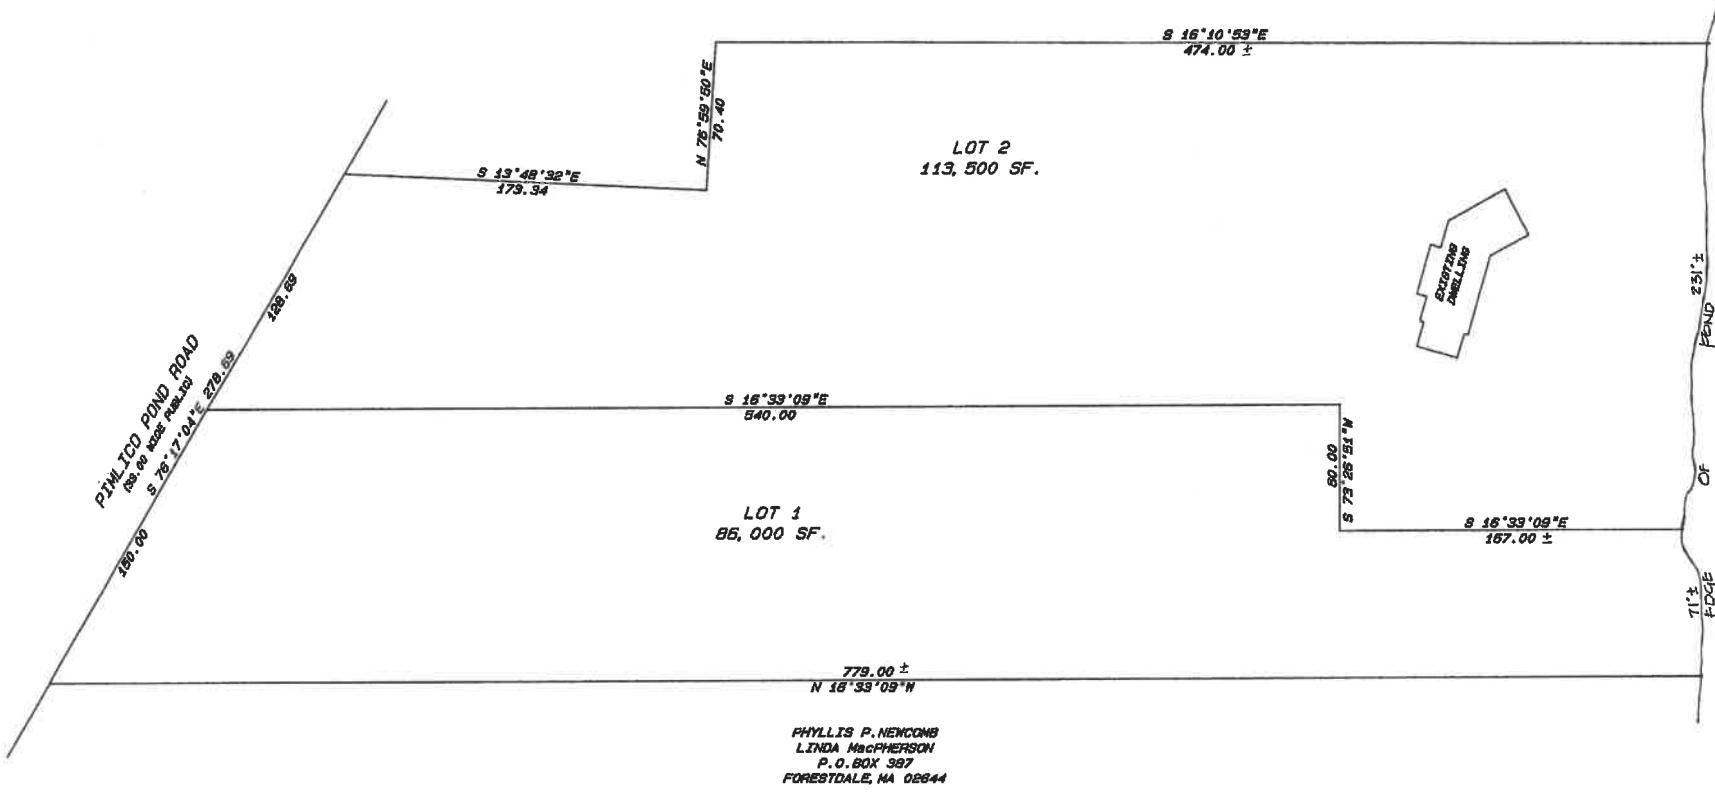 S 16°10'53"E
474.00 ±
N 76°59'50"E
70.40
LOT 2
113,500 SF.
S 13°48'32"E
173.34
EXISTING
DWELLING
231'±
128.69
PIMLICO POND ROAD
(33.00 WIDE PUBLIC)
S 76°17'04"E 278.69
POND
S 16°33'09"E
540.00
60.00
S 73°26'51"W
OF
LOT 1
86,000 SF.
S 16°33'09"E
167.00 ±
150.00
71'±
EDGE
779.00 ±
N 16°33'09"W
PHYLLIS P. NEWCOMB
LINDA MacPHERSON
P.O.BOX 387
FORESTDALE, MA 02644